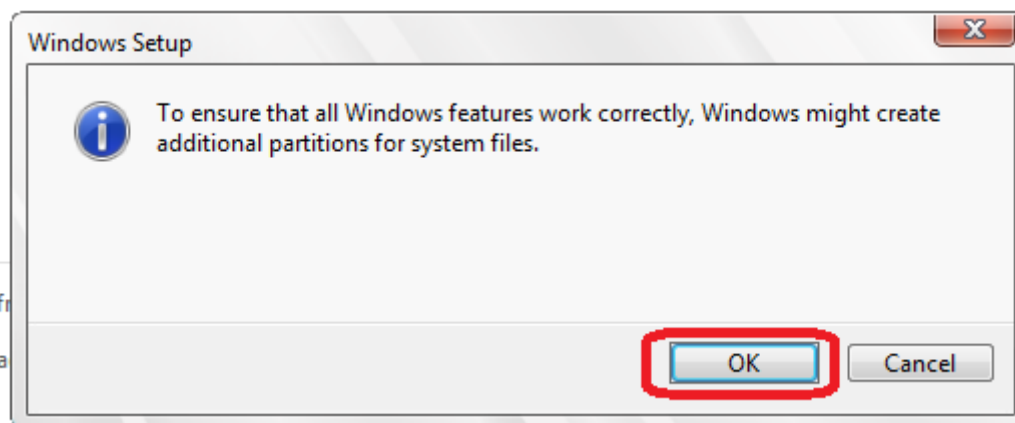 Windows Setup
To ensure that all Windows features work correctly, Windows might create
additional partitions for system files.
OK
Cancel